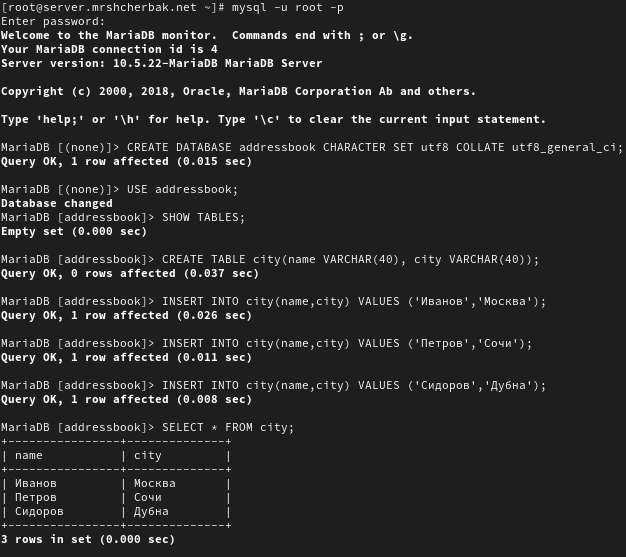 [root@server.mrshcherbak.net ~]# mysql -u root -p
Enter password:
Welcome to the MariaDB monitor.  Commands end with ; or \g.
Your MariaDB connection id is 4
Server version: 10.5.22-MariaDB MariaDB Server
Copyright (c) 2000, 2018, Oracle, MariaDB Corporation Ab and others.
Type 'help;' or '\h' for help. Type '\c' to clear the current input statement.
MariaDB [(none)]> CREATE DATABASE addressbook CHARACTER SET utf8 COLLATE utf8_general_ci;
Query OK, 1 row affected (0.015 sec)
MariaDB [(none)]> USE addressbook;
Database changed
MariaDB [addressbook]> SHOW TABLES;
Empty set (0.000 sec)
MariaDB [addressbook]> CREATE TABLE city(name VARCHAR(40), city VARCHAR(40));
Query OK, 0 rows affected (0.037 sec)
MariaDB [addressbook]> INSERT INTO city(name,city) VALUES ('Иванов','Москва');
Query OK, 1 row affected (0.026 sec)
MariaDB [addressbook]> INSERT INTO city(name,city) VALUES ('Петров','Сочи');
Query OK, 1 row affected (0.011 sec)
MariaDB [addressbook]> INSERT INTO city(name,city) VALUES ('Сидоров','Дубна');
Query OK, 1 row affected (0.008 sec)
MariaDB [addressbook]> SELECT * FROM city;
+----------------+--------------+
| name           | city         |
+----------------+--------------+
| Иванов         | Москва       |
| Петров         | Сочи         |
| Сидоров        | Дубна        |
+----------------+--------------+
3 rows in set (0.000 sec)